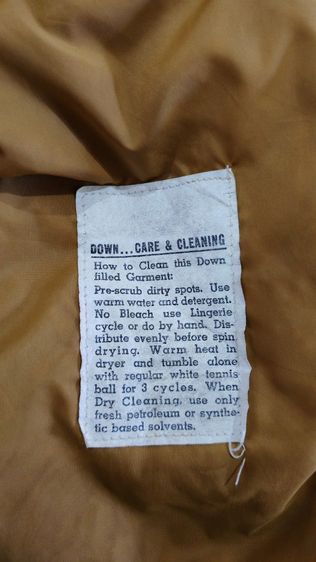 DOWN...CARE & CLEANING
How to Clean this Down
filled Garment:
Pre-scrub dirty spots. Use
warm water and detergent.
No Bleach use Lingerie
cycle or do by hand. Dis-
tribute evenly before spin
drying. Warm heat in
dryer and tumble alone
with regular white tennis
ball for 3 cycles. When
Dry Cleaning, use only
fresh petroleum or synthe-
tic based solvents.